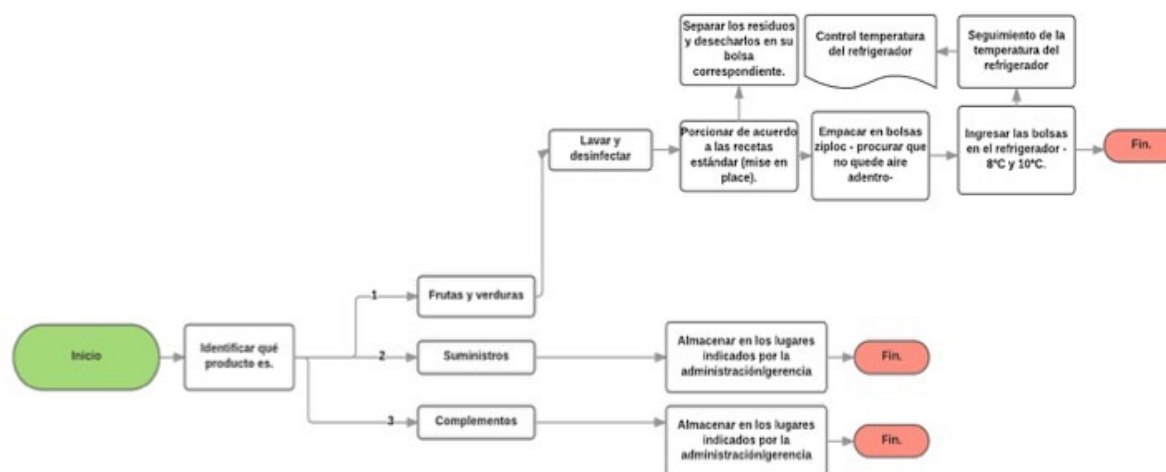 Separar los residuos
y desecharlos en su
bolsa
correspondiente.
Control temperatura
del refrigerador
Seguimiento de la
temperatura del
refrigerador
Lavar y
desinfectar
Porcionar de acuerdo
a las recetas
estándar (mise en
place).
Empacar en bolsas
ziploc - procurar que
no quede aire
adentro-
Ingresar las bolsas
en el refrigerador -
8°C y 10°C.
Fin.
1
Frutas y verduras
Inicio
Identificar qué
producto es.
2
Suministros
Almacenar en los lugares
indicados por la
administración/gerencia
Fin.
3
Complementos
Almacenar en los lugares
indicados por la
administración/gerencia
Fin.